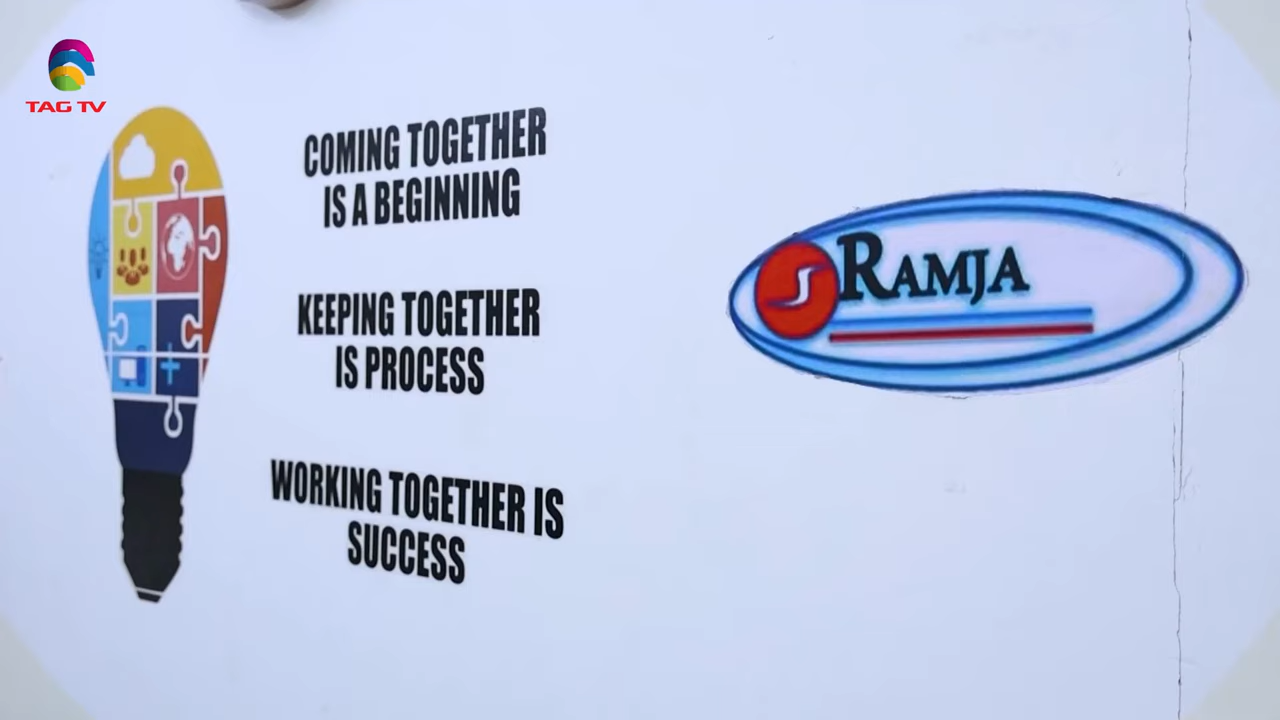 TAG TV
COMING TOGETHER
IS A BEGINNING
KEEPING TOGETHER
IS PROCESS
WORKING TOGETHER IS
SUCCESS
S RAMJA